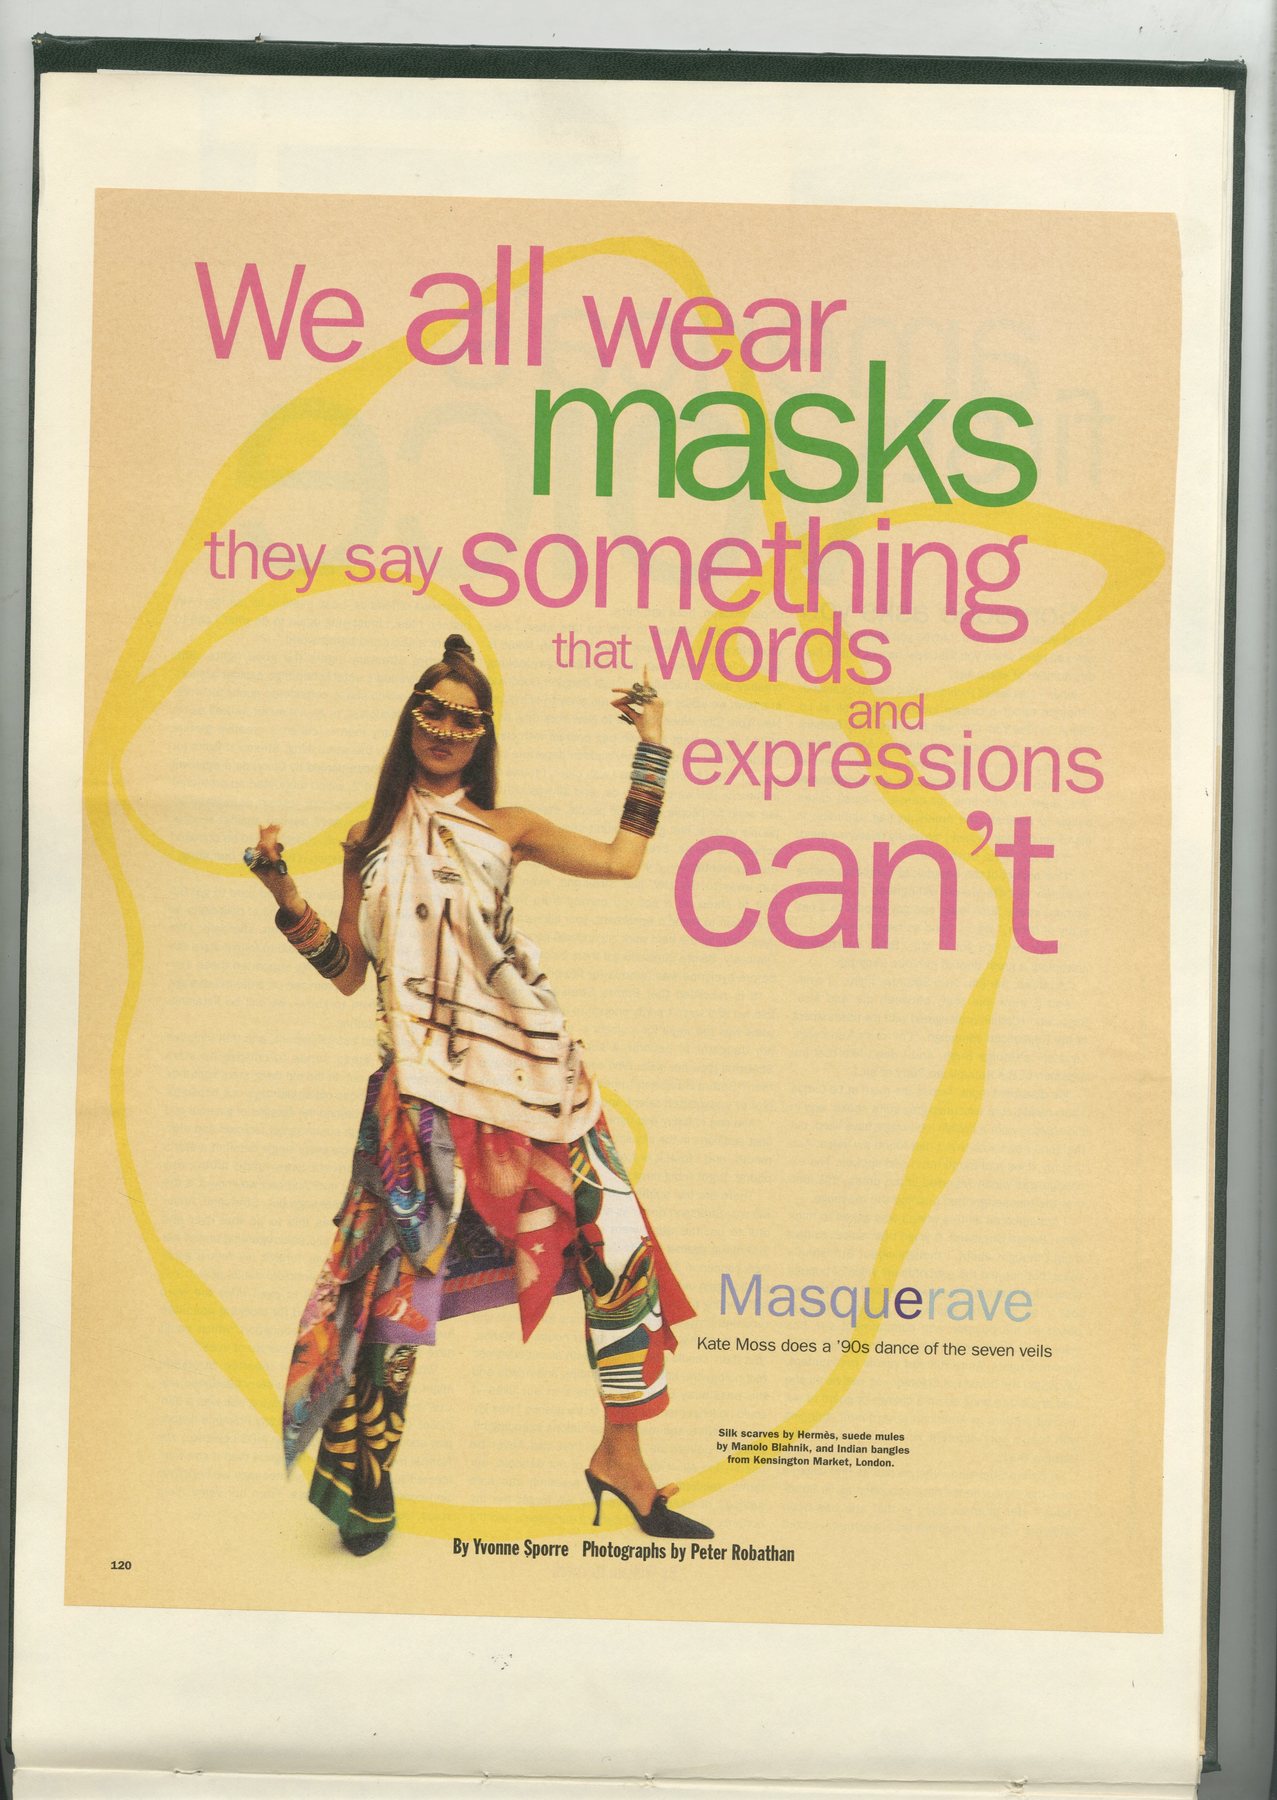 We all wear
masks
they say something
that words
and
expressions
can't
Masquerave
Kate Moss does a '90s dance of the seven veils
Silk scarves by Hermès, suede mules
by Manolo Blahnik, and Indian bangles
from Kensington Market, London.
By Yvonne Sporre Photographs by Peter Robathan
120